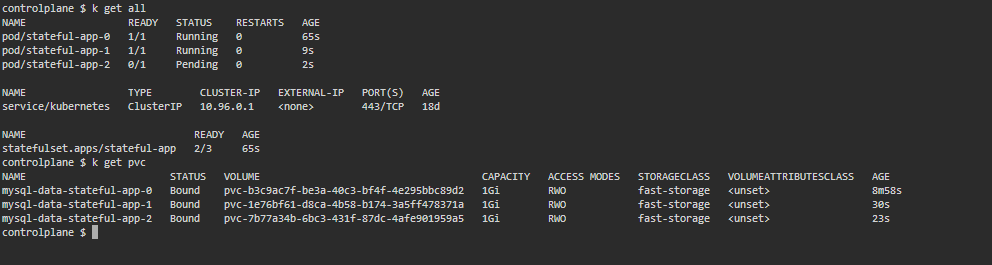 controlplane $ k get all
NAME                 READY   STATUS    RESTARTS   AGE
pod/stateful-app-0   1/1     Running   0          65s
pod/stateful-app-1   1/1     Running   0          9s
pod/stateful-app-2   0/1     Pending   0          2s
NAME                 TYPE        CLUSTER-IP   EXTERNAL-IP   PORT(S)   AGE
service/kubernetes   ClusterIP   10.96.0.1    <none>        443/TCP   18d
NAME                            READY   AGE
statefulset.apps/stateful-app   2/3     65s
controlplane $ k get pvc
NAME                        STATUS   VOLUME                                     CAPACITY   ACCESS MODES   STORAGECLASS   VOLUMEATTRIBUTESCLASS   AGE
mysql-data-stateful-app-0   Bound    pvc-b3c9ac7f-be3a-40c3-bf4f-4e295bbc89d2   1Gi        RWO            fast-storage   <unset>                 8m58s
mysql-data-stateful-app-1   Bound    pvc-1e76bf61-d8ca-4b58-b174-3a5ff478371a   1Gi        RWO            fast-storage   <unset>                 30s
mysql-data-stateful-app-2   Bound    pvc-7b77a34b-6bc3-431f-87dc-4afe901959a5   1Gi        RWO            fast-storage   <unset>                 23s
controlplane $